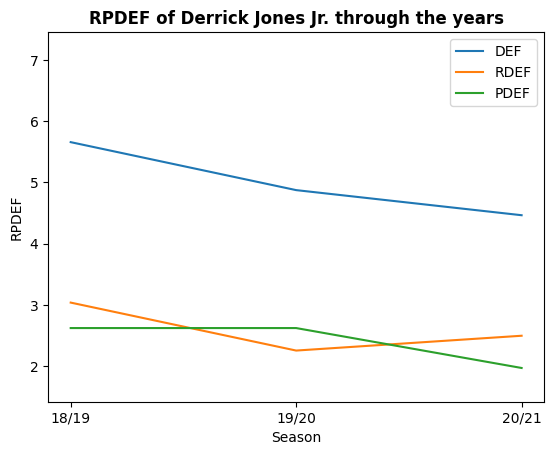 RPDEF of Derrick Jones Jr. through the years
DEF
RDEF
PDEF
7
6
5
4
3
2
RPDEF
18/19
19/20
20/21
Season